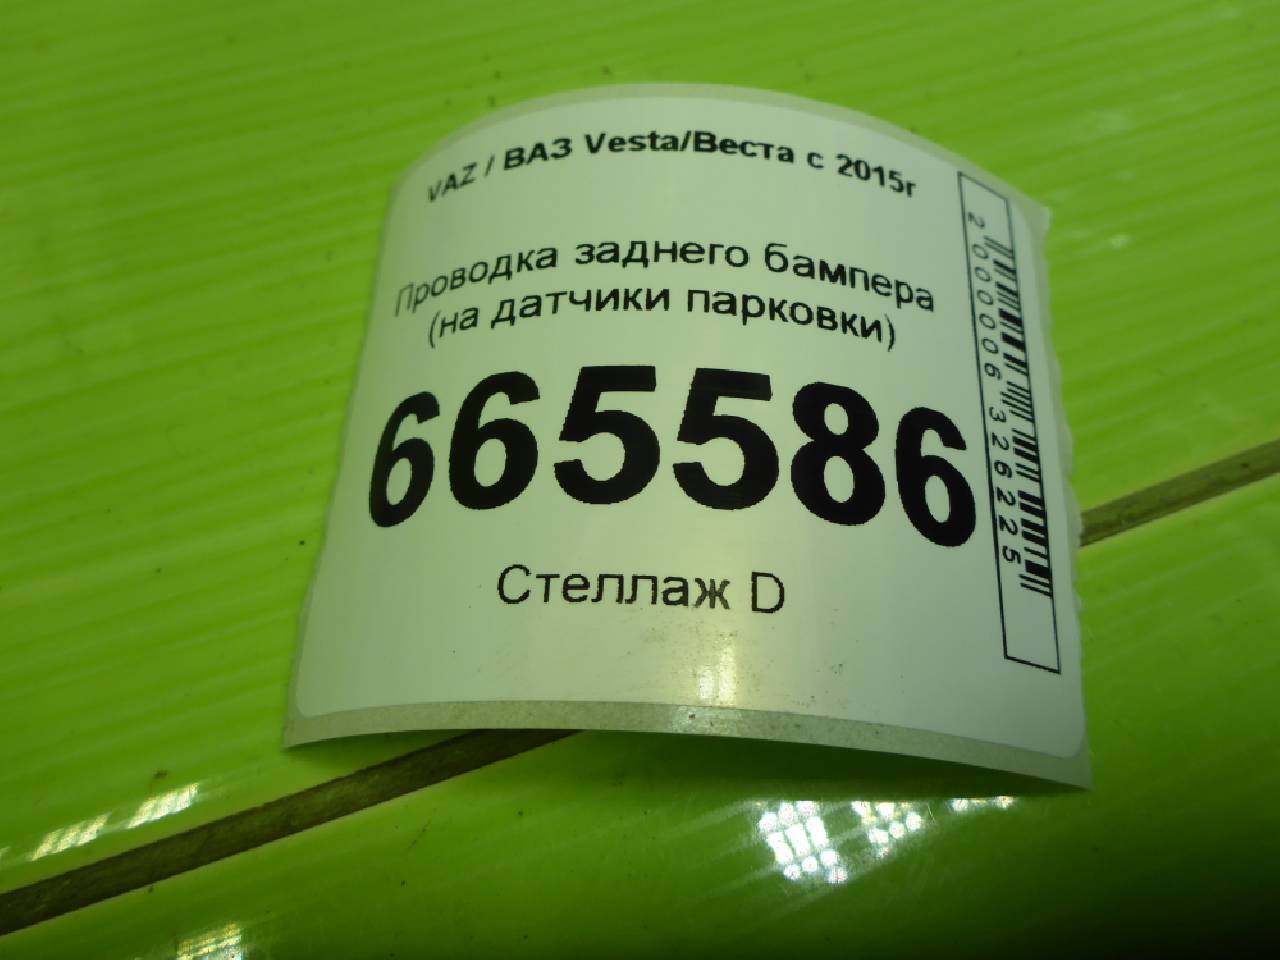 VAZ / ВАЗ Vesta/Веста с 2015г
Проводка заднего бампера
(на датчики парковки)
665586
Стеллаж D
2000006326225